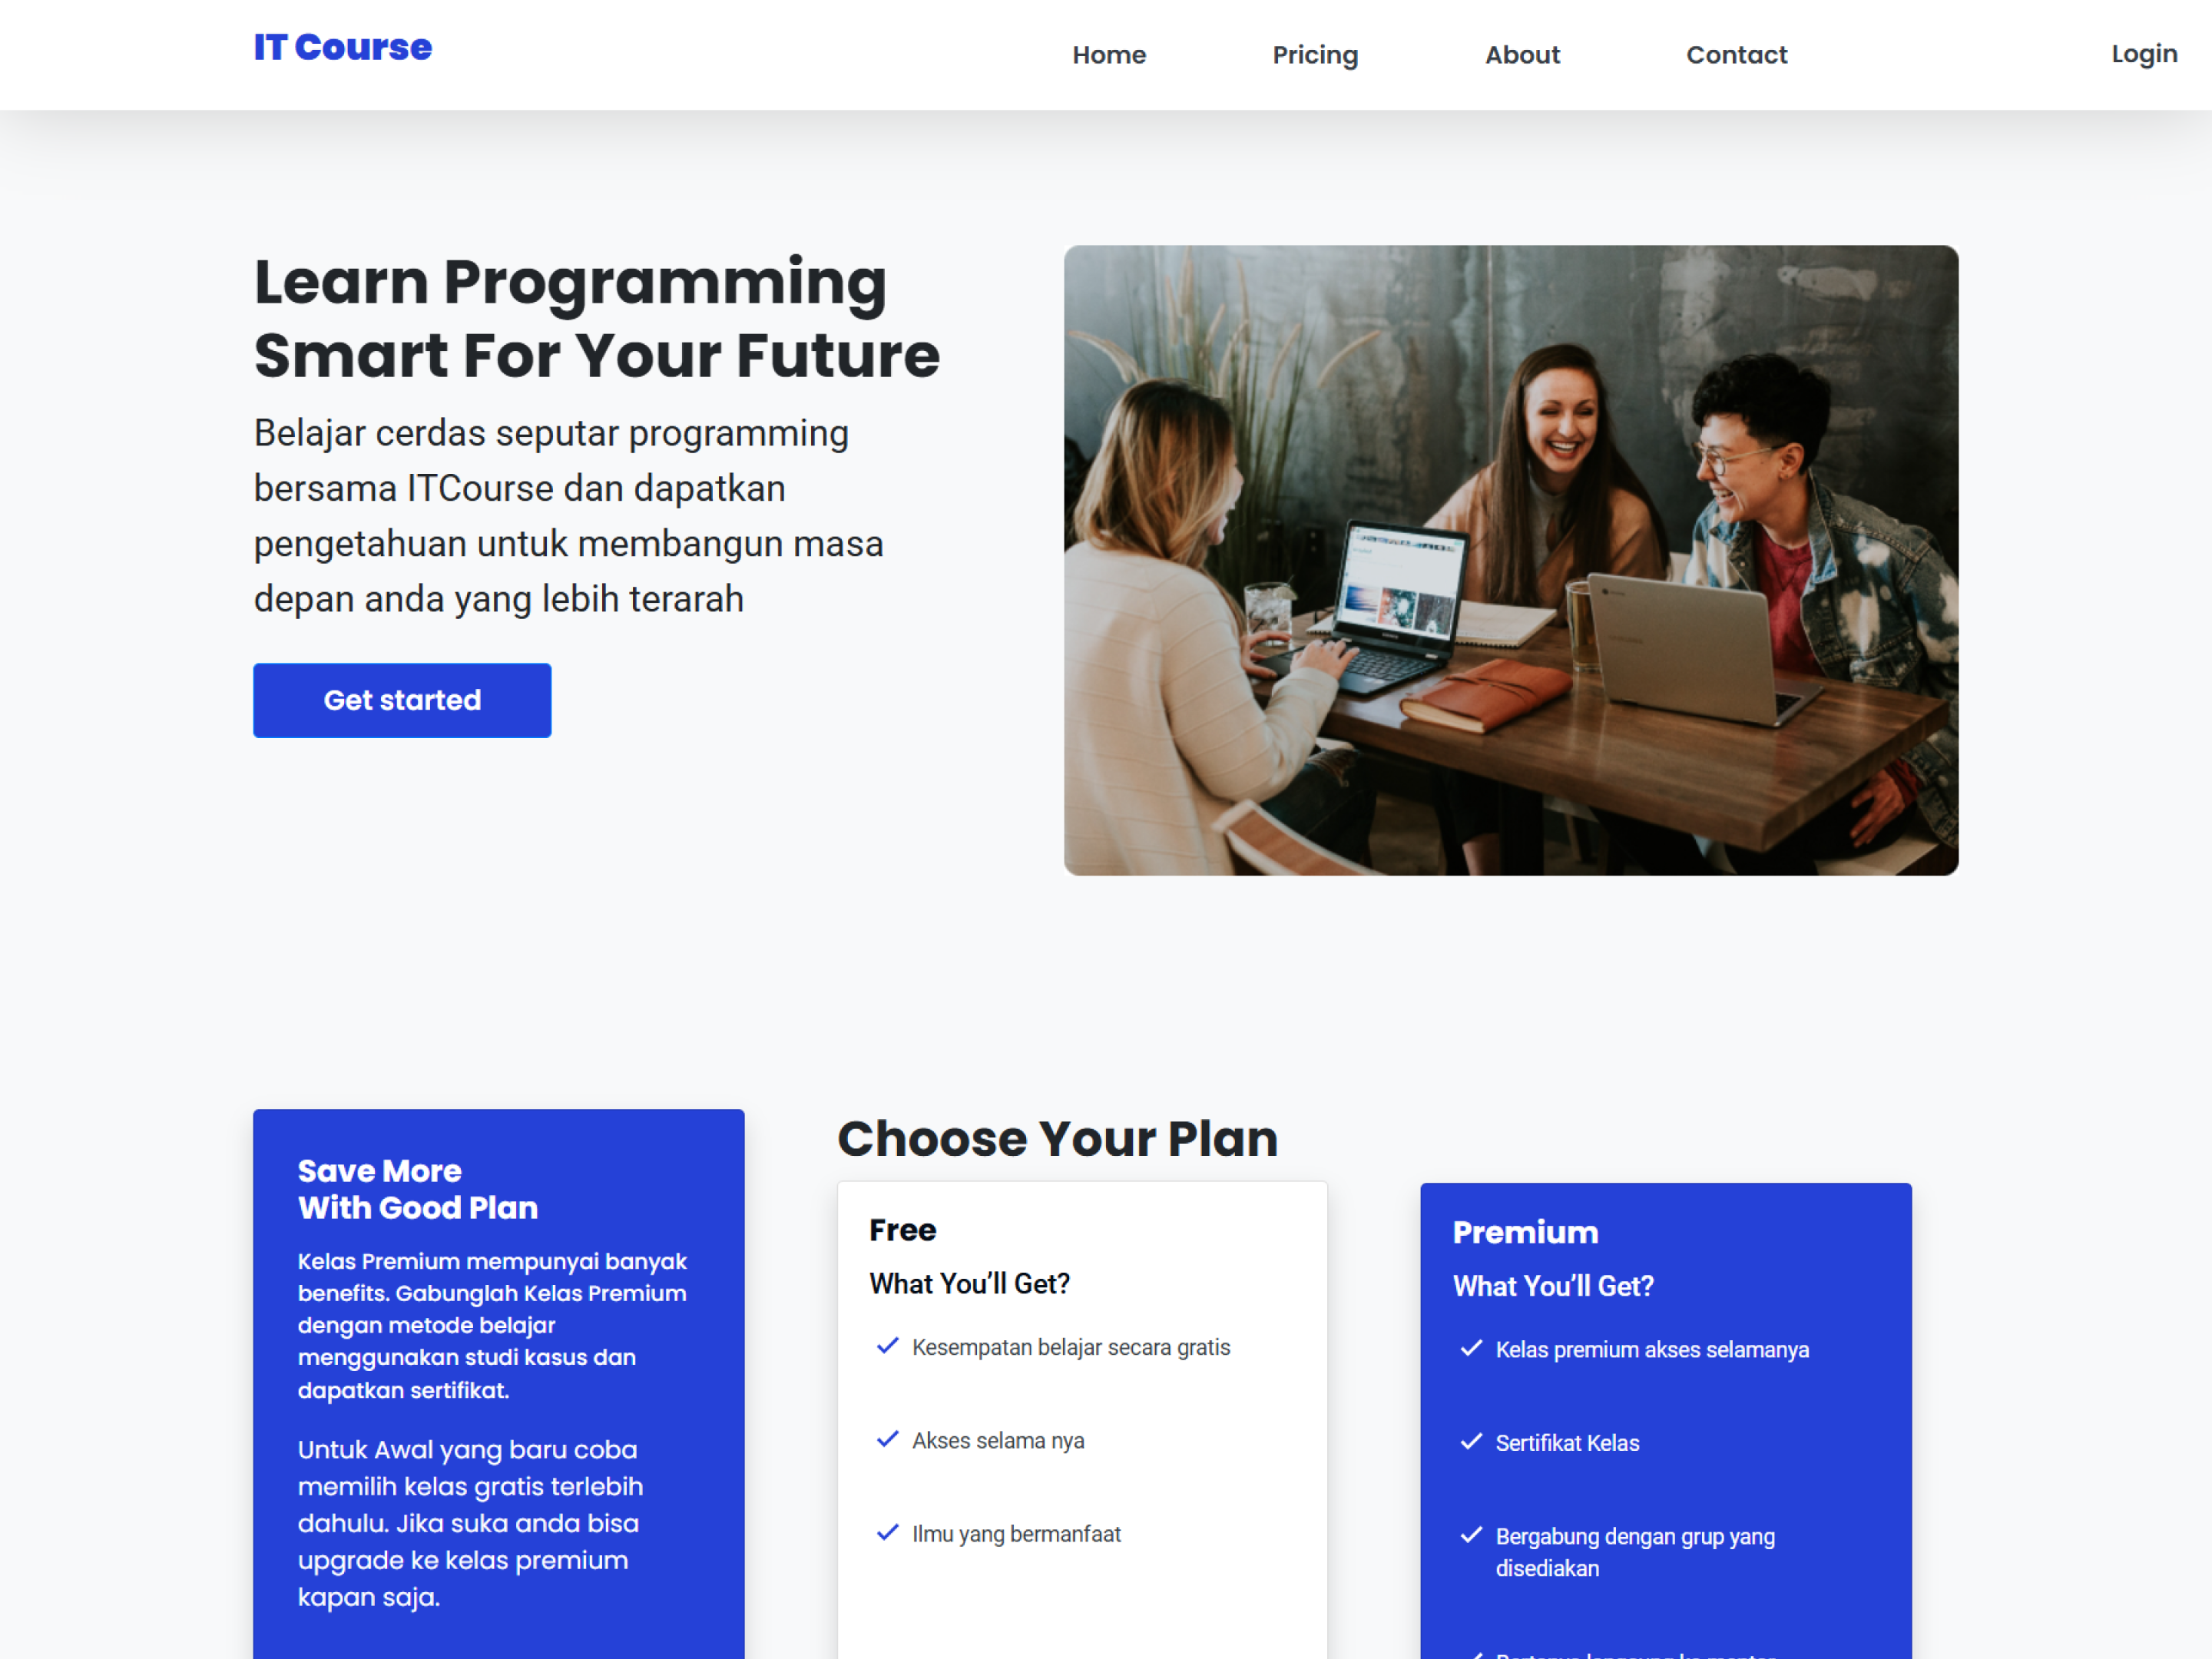 IT Course
Home
Pricing
About
Contact
Login
Learn Programming
Smart For Your Future
Belajar cerdas seputar programming
bersama ITCourse dan dapatkan
pengetahuan untuk membangun masa
depan anda yang lebih terarah
Get started
Save More
With Good Plan
Kelas Premium mempunyai banyak
benefits. Gabunglah Kelas Premium
dengan metode belajar
menggunakan studi kasus dan
dapatkan sertifikat.
Untuk Awal yang baru coba
memilih kelas gratis terlebih
dahulu. Jika suka anda bisa
upgrade ke kelas premium
kapan saja.
Choose Your Plan
Free
What You’ll Get?
Kesempatan belajar secara gratis
Akses selama nya
Ilmu yang bermanfaat
Premium
What You’ll Get?
Kelas premium akses selamanya
Sertifikat Kelas
Bergabung dengan grup yang
disediakan